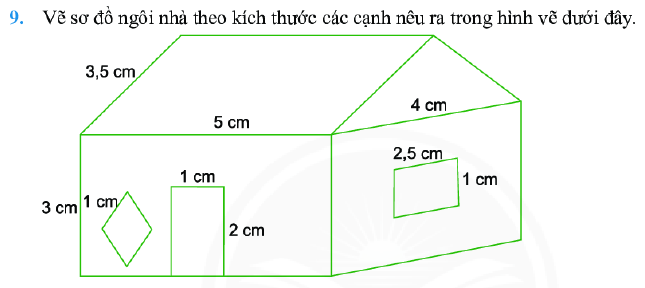 9. Vẽ sơ đồ ngôi nhà theo kích thước các cạnh nêu ra trong hình vẽ dưới đây.
3,5 cm
4 cm
5 cm
2,5 cm
1 cm
1 cm
3 cm
1 cm
2 cm